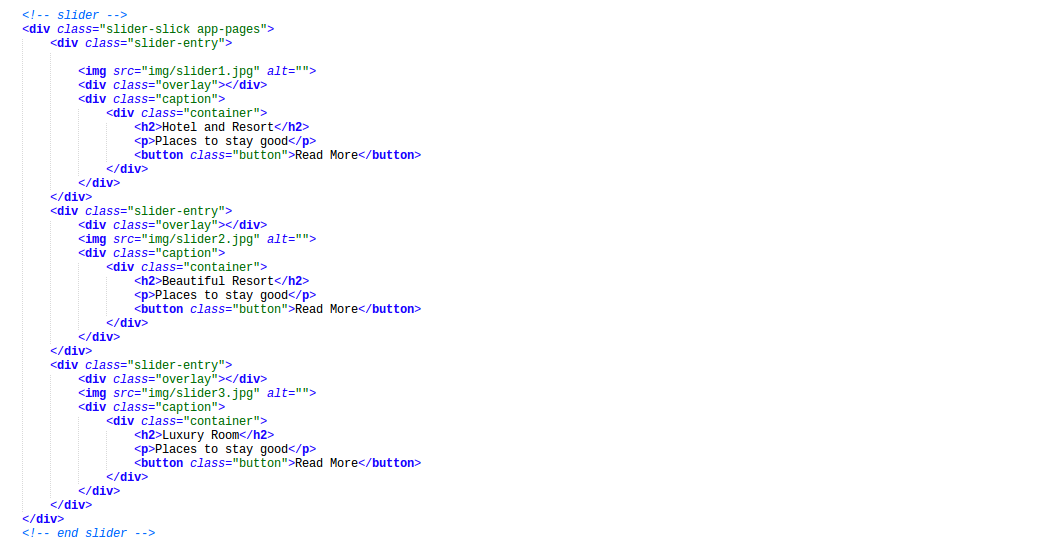 <!-- slider -->
<div class="slider-slick app-pages">
    <div class="slider-entry">

        <img src="img/slider1.jpg" alt="">
        <div class="overlay"></div>
        <div class="caption">
            <div class="container">
                <h2>Hotel and Resort</h2>
                <p>Places to stay good</p>
                <button class="button">Read More</button>
            </div>
        </div>
    </div>
    <div class="slider-entry">
        <div class="overlay"></div>
        <img src="img/slider2.jpg" alt="">
        <div class="caption">
            <div class="container">
                <h2>Beautiful Resort</h2>
                <p>Places to stay good</p>
                <button class="button">Read More</button>
            </div>
        </div>
    </div>
    <div class="slider-entry">
        <div class="overlay"></div>
        <img src="img/slider3.jpg" alt="">
        <div class="caption">
            <div class="container">
                <h2>Luxury Room</h2>
                <p>Places to stay good</p>
                <button class="button">Read More</button>
            </div>
        </div>
    </div>
</div>
<!-- end slider -->